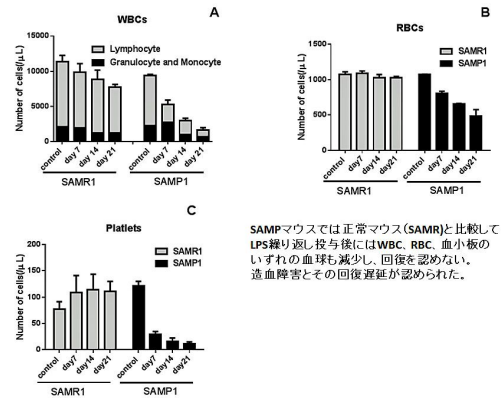 A
WBCs
Lymphocyte
Granulocyte and Monocyte
Number of cells(/μL)
15000
10000
5000
0
control
day 7
day 14
day 21
control
day 7
day 14
day 21
SAMR1
SAMP1
B
RBCs
SAMR1
SAMP1
Number of cells(/μL)
1500
1000
500
0
control
day7
day14
day21
control
day7
day14
day21
SAMR1
SAMP1
C
Platelets
SAMR1
SAMP1
Number of cells(/μL)
200
150
100
50
0
control
day7
day14
day21
control
day7
day14
day21
SAMR1
SAMP1
SAMPマウスでは正常マウス(SAMR)と比較して
LPS繰り返し投与後にはWBC、RBC、血小板の
いずれの血球も減少し、回復を認めない。
造血障害とその回復遅延が認められた。